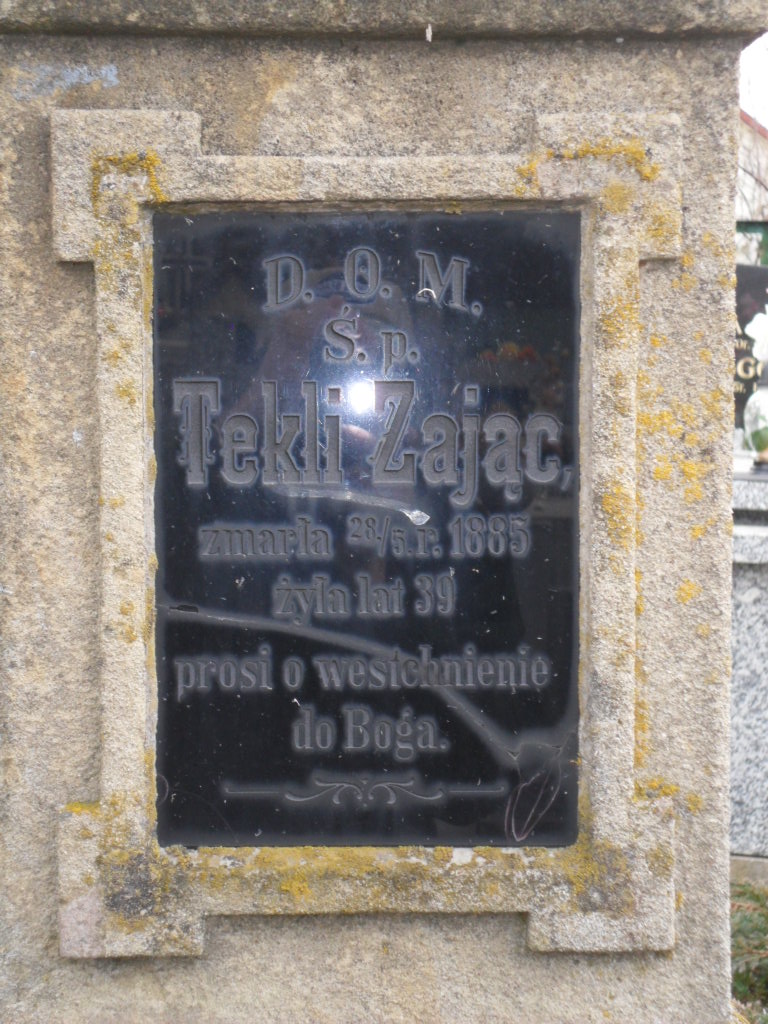 D. O. M.
Ś. p.
Tekli Zając,
zmarła 28/5. r. 1885
żyła lat 39
prosi o westchnienie
do Boga.